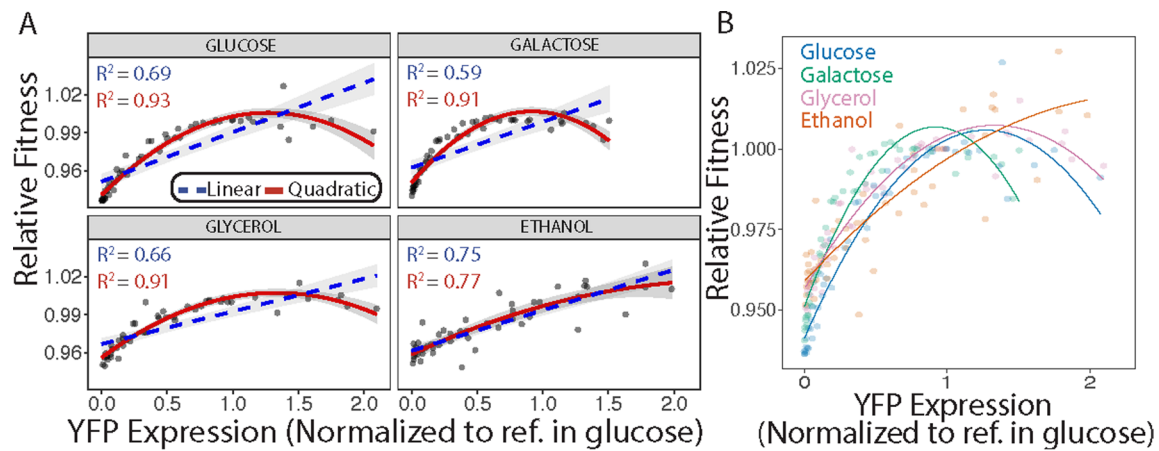 A
GLUCOSE
GALACTOSE
R² = 0.69
R² = 0.93
R² = 0.59
R² = 0.91
Relative Fitness
1.02
0.99
0.96
Linear Quadratic
GLYCEROL
ETHANOL
R² = 0.66
R² = 0.91
R² = 0.75
R² = 0.77
Relative Fitness
1.02
0.99
0.96
0.0 0.5 1.0 1.5 2.0 0.0 0.5 1.0 1.5 2.0
YFP Expression (Normalized to ref. in glucose)
B
Glucose
Galactose
Glycerol
Ethanol
Relative Fitness
1.025
1.000
0.975
0.950
0 1 2
YFP Expression
(Normalized to ref. in glucose)